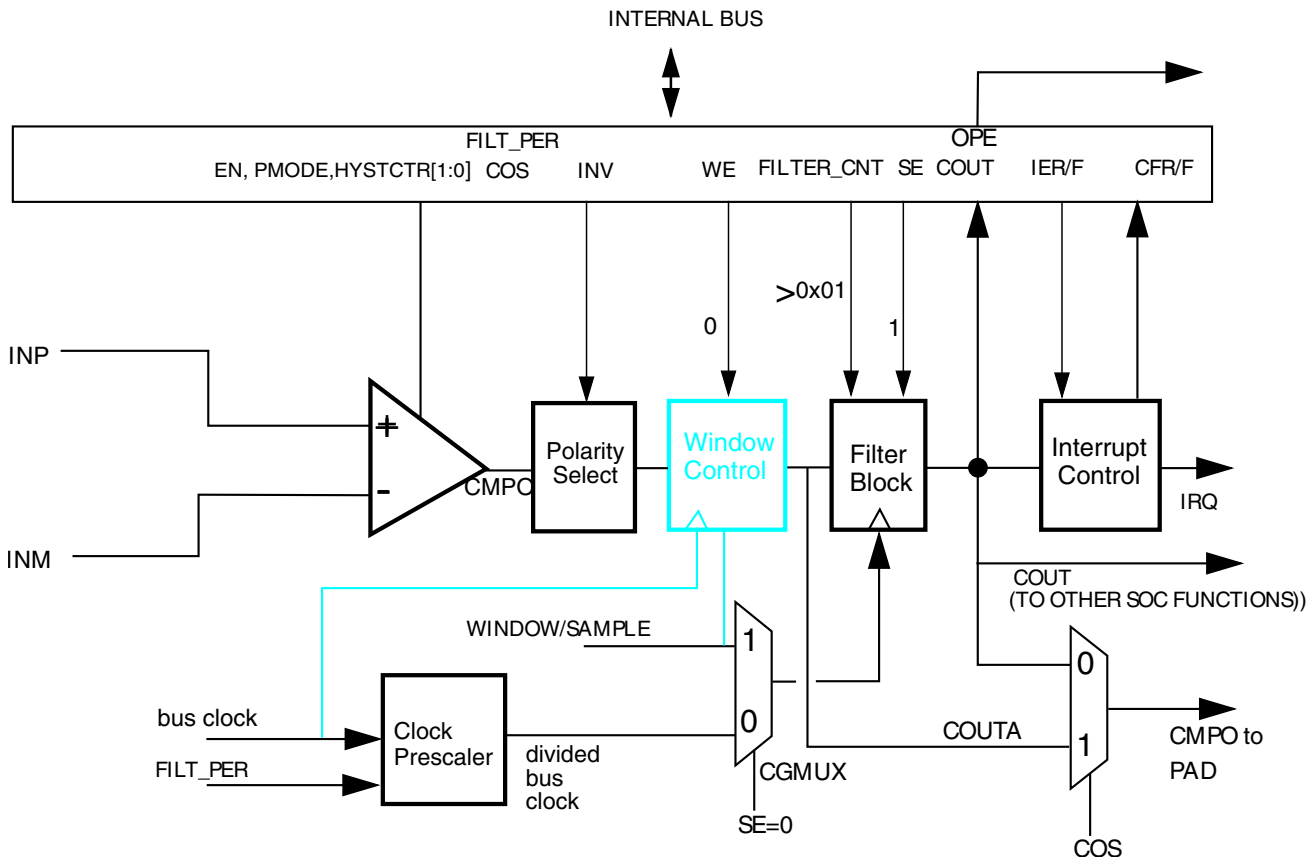 INTERNAL BUS
FILT_PER
OPE
EN, PMODE,HYSTCTR[1:0] COS INV WE FILTER_CNT SE COUT IER/F CFR/F
>0x01
0
1
INP
+
Polarity
Select
Window
Control
Filter
Block
Interrupt
Control
CMPO
-
IRQ
INM
COUT
(TO OTHER SOC FUNCTIONS))
WINDOW/SAMPLE
1
0
bus clock
0
Clock
Prescaler
divided
bus
clock
COUTA
1
CMPO to
PAD
FILT_PER
CGMUX
SE=0
COS